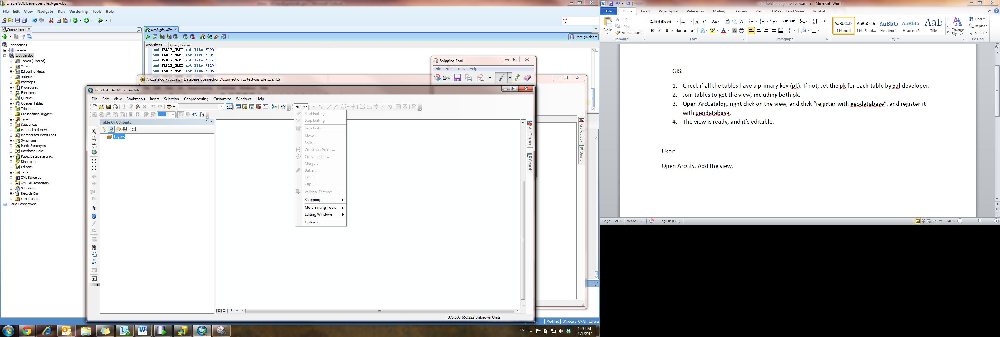 Oracle SQL Developer : test-gis-dbs
File Edit View Navigate Run Versioning Tools Help
ask
Tom
Connections
Connections
gis-sde
test-gis-dbs
Tables (Filtered)
Views
Editioning Views
Indexes
Packages
Procedures
Functions
Queues
Queues Tables
Triggers
Crossedition Triggers
Types
Sequences
Materialized Views
Materialized Views Logs
Synonyms
Public Synonyms
Database Links
Public Database Links
Directories
Editions
Java
XML Schemas
XML DB Repository
Scheduler
Recycle Bin
Other Users
Cloud Connections
test-gis-dbs
test-gis-dbs
Worksheet Query Builder
and TABLE_NAME not like 'D9%'
and TABLE_NAME not like 'S0%'
and TABLE_NAME not like 'S1%'
and TABLE_NAME not like 'S2%'
and TABLE_NAME not like 'S3%'
Snipping Tool
File Edit Tools Help
New
ArcCatalog - ArcInfo - Database Connections\Connection to test-gis.sde\GIS.TEST
Untitled - ArcMap - ArcInfo
File Edit View Bookmarks Insert Selection Geoprocessing Customize Windows Help
Editor
100%
Table Of Contents
Layers
Start Editing
Stop Editing
Save Edits
Move...
Split...
Construct Points...
Copy Parallel...
Merge...
Buffer...
Union...
Clip...
Validate Features
Snapping
More Editing Tools
Editing Windows
Options...
ArcToolbox
Search
ArcToolbox
Search
370.556 652.222 Unknown Units
Modified Windows: CR/LF Editing
EN
4:23 PM
11/1/2013
edit fields on a joined view.docx - Microsoft Word
File Home Insert Page Layout References Mailings Review View HP ePrint and Share Acrobat
Paste
Cut
Copy
Format Painter
Clipboard
Calibri (Body) 11
Font
Paragraph
AaBbCcDc AaBbCcDc AaBbC AaBbCc AaB
Normal No Spaci... Heading 1 Heading 2 Title
Change
Styles
Styles
Find
Replace
Select
Editing
GIS:
1. Check if all the tables have a primary key (pk). If not, set the pk for each table by Sql developer.
2. Join tables to get the view, including both pk.
3. Open ArcCatalog, right click on the view, and click “register with geodatabase”, and register it
with geodatabase.
4. The view is ready, and it’s editable.
User:
Open ArcGIS. Add the view.
Page: 1 of 1 Words: 65 English (U.S.) 140%